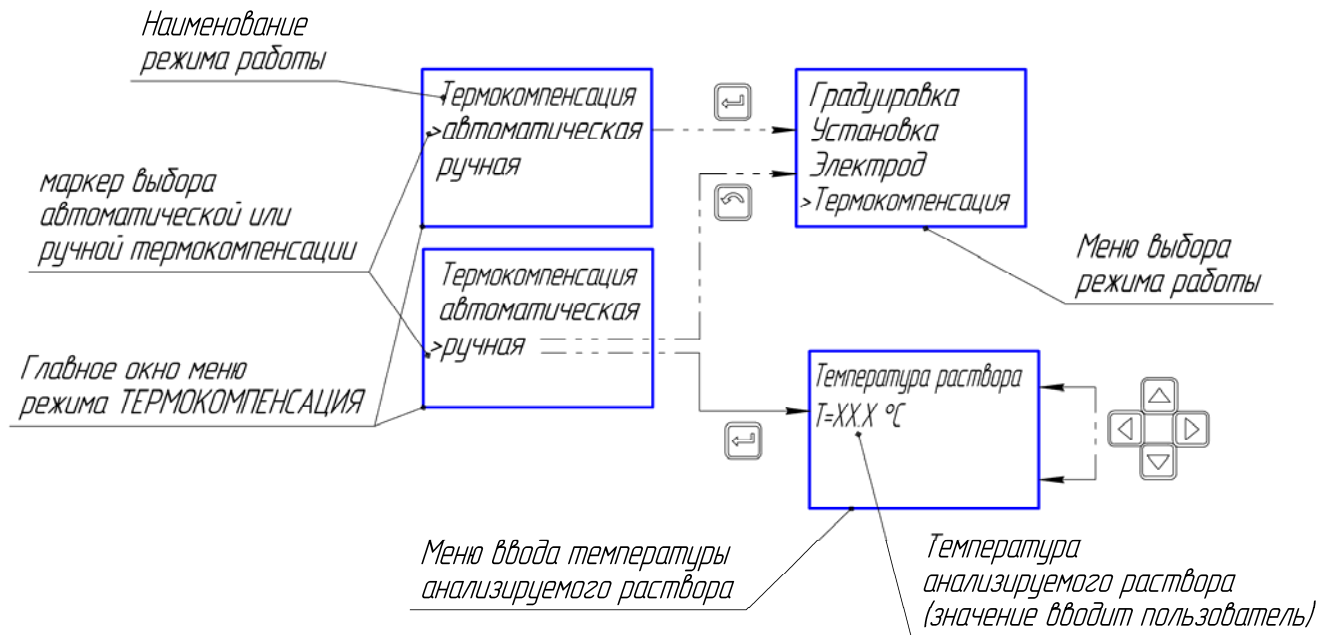 Наименование
режима работы
Термокомпенсация
>автоматическая
ручная
Градуировка
Установка
Электрод
>Термокомпенсация
маркер выбора
автоматической или
ручной термокомпенсации
Меню выбора
режима работы
Термокомпенсация
автоматическая
>ручная
Главное окно меню
режима ТЕРМОКОМПЕНСАЦИЯ
Температура раствора
Т=ХХ.Х °С
Меню ввода температуры
анализируемого раствора
Температура
анализируемого раствора
(значение вводит пользователь)